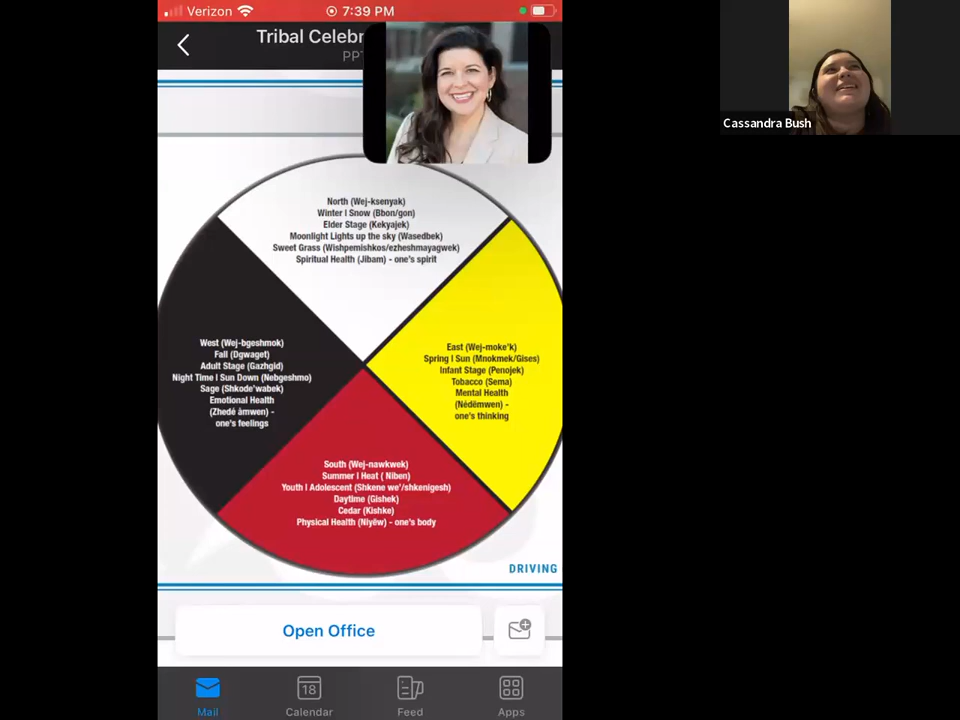 Verizon 7:39 PM
Tribal Celebr
PPT
Cassandra Bush
North (Wej-ksenyak)
Winter I Snow (Bbon/gon)
Elder Stage (Kekyajek)
Moonlight Lights up the sky (Wasedbek)
Sweet Grass (Wishpemishkos/ezheshmayagwek)
Spiritual Health (Jibam) - one's spirit
West (Wej-bgeshmok)
Fall (Dgwaget)
Adult Stage (Gazhgid)
Night Time I Sun Down (Nebgeshmo)
Sage (Shkode'wabek)
Emotional Health
(Zhedé âmwen) -
one's feelings
East (Wej-moke'k)
Spring I Sun (Mnokmek/Gises)
Infant Stage (Penojek)
Tobacco (Sema)
Mental Health
(Nédëmwen) -
one's thinking
South (Wej-nawkwek)
Summer I Heat ( Niben)
Youth I Adolescent (Shkene we'/shkenigesh)
Daytime (Gishek)
Cedar (Kishke)
Physical Health (Niyëw) - one's body
DRIVING
Open Office
18
Mail
Calendar
Feed
Apps